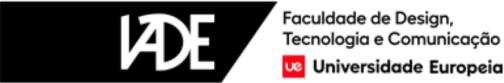 IADE
Faculdade de Design,
Tecnologia e Comunicação
ue Universidade Europeia